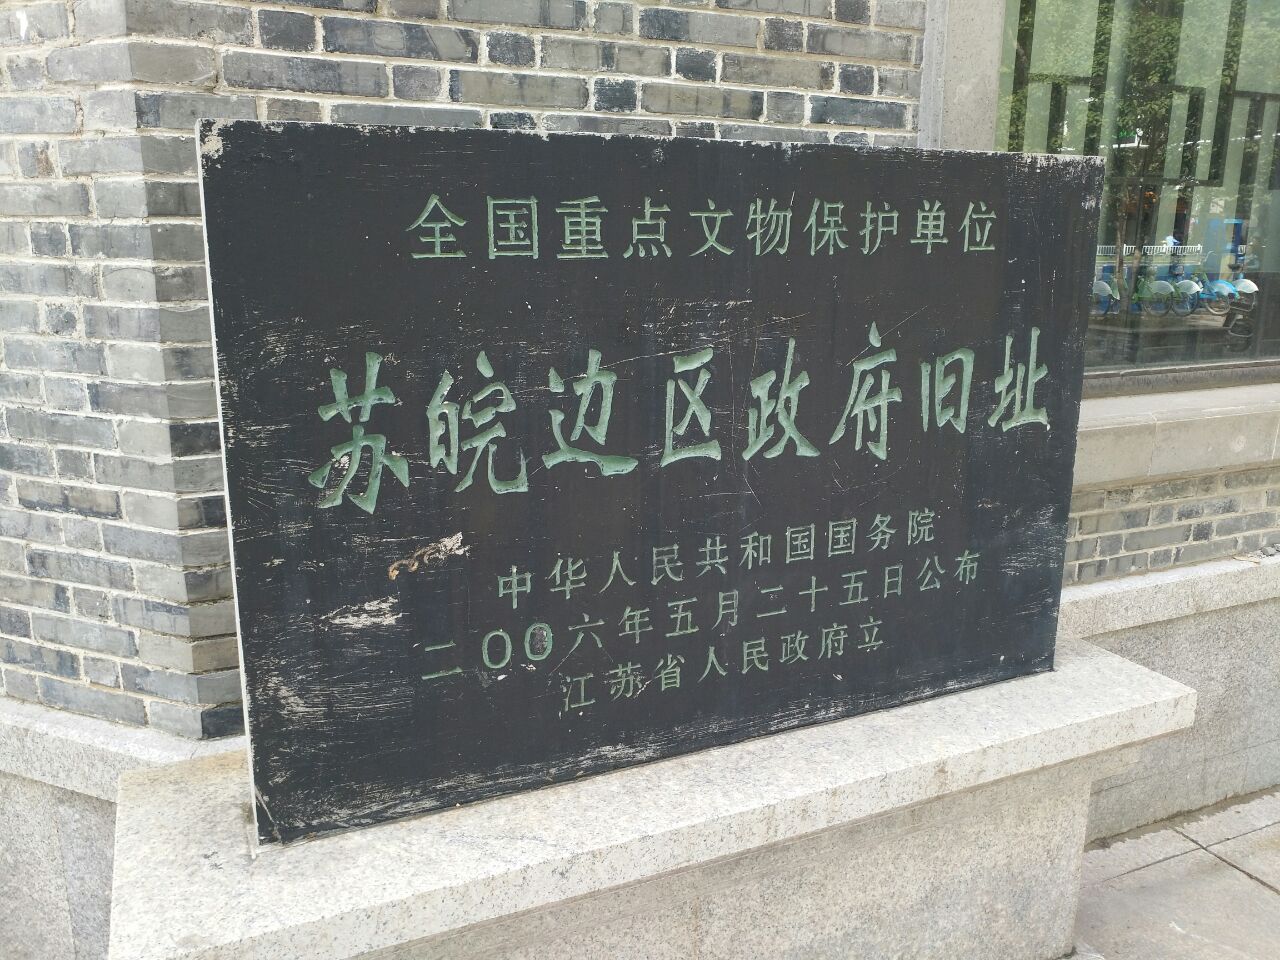 全国重点文物保护单位
苏皖边区政府旧址
中华人民共和国国务院
二〇〇六年五月二十五日公布
江苏省人民政府立